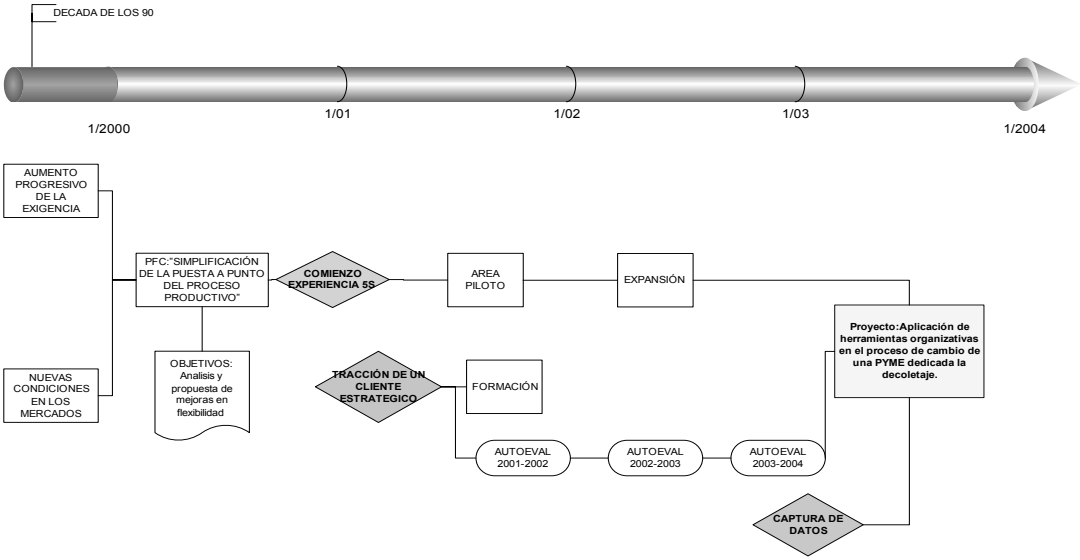 DECADA DE LOS 90
1/2000
1/01
1/02
1/03
1/2004
AUMENTO
PROGRESIVO
DE LA
EXIGENCIA
PFC:"SIMPLIFICACIÓN
DE LA PUESTA A PUNTO
DEL PROCESO
PRODUCTIVO"
COMIENZO
EXPERIENCIA 5S
AREA
PILOTO
EXPANSIÓN
Proyecto:Aplicación de
herramientas organizativas
en el proceso de cambio de
una PYME dedicada la
decoletaje.
NUEVAS
CONDICIONES
EN LOS
MERCADOS
OBJETIVOS:
Analisis y
propuesta de
mejoras en
flexibilidad
TRACCIÓN DE UN
CLIENTE
ESTRATEGICO
FORMACIÓN
AUTOEVAL
2001-2002
AUTOEVAL
2002-2003
AUTOEVAL
2003-2004
CAPTURA DE
DATOS